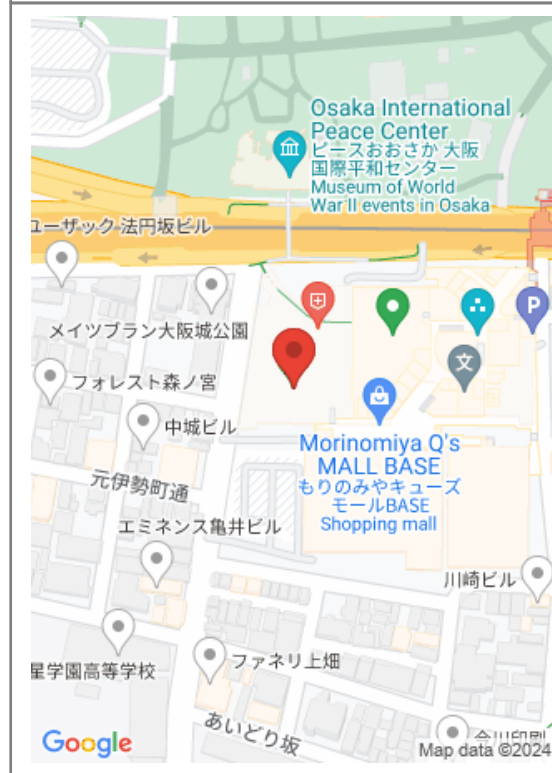 Osaka International
Peace Center
ピースおおさか 大阪
国際平和センター
Museum of World
War II events in Osaka
ユーザック 法円坂ビル
P
メイツブラン大阪城公園
文
フォレスト森ノ宮
中城ビル
Morinomiya Q's
MALL BASE
もりのみやキューズ
モールBASE
Shopping mall
元伊勢町通
エミネンス亀井ビル
川崎ビル
星学園高等学校
ファネリ上畑
あいどり坂
Google
Map data ©2024